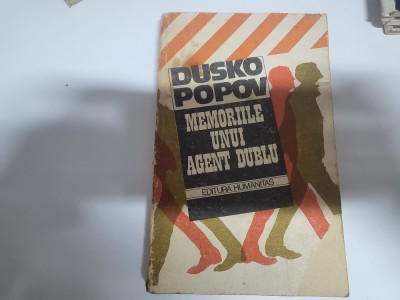 DUSKO
POPOV
MEMORIILE
UNUI
AGENT DUBLU
EDITURA HUMANITAS